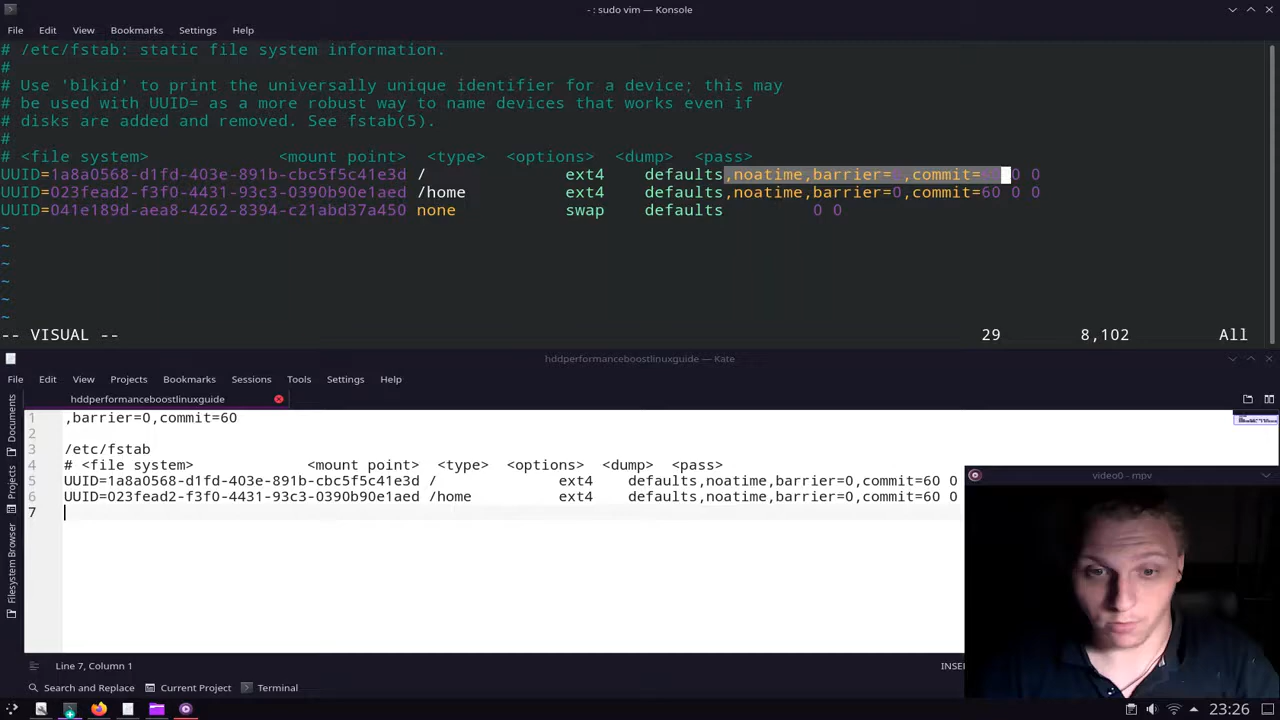 - : sudo vim — Konsole
File Edit View Bookmarks Settings Help
# /etc/fstab: static file system information.
#
# Use 'blkid' to print the universally unique identifier for a device; this may
# be used with UUID= as a more robust way to name devices that works even if
# disks are added and removed. See fstab(5).
#
# <file system> <mount point> <type> <options> <dump> <pass>
UUID=1a8a0568-d1fd-403e-891b-cbc5f5c41e3d / ext4 defaults,noatime,barrier=0,commit=60 0 0
UUID=023fead2-f3f0-4431-93c3-0390b90e1aed /home ext4 defaults,noatime,barrier=0,commit=60 0 0
UUID=041e189d-aea8-4262-8394-c21abd37a450 none swap defaults 0 0
~
~
~
~
~
~
-- VISUAL -- 29 8,102 All
hddperformanceboostlinuxguide — Kate
File Edit View Projects Bookmarks Sessions Tools Settings Help
hddperformanceboostlinuxguide
Documents
Projects
Filesystem Browser
1 ,barrier=0,commit=60
2
3 /etc/fstab
4 # <file system> <mount point> <type> <options> <dump> <pass>
5 UUID=1a8a0568-d1fd-403e-891b-cbc5f5c41e3d / ext4 defaults,noatime,barrier=0,commit=60 0
6 UUID=023fead2-f3f0-4431-93c3-0390b90e1aed /home ext4 defaults,noatime,barrier=0,commit=60 0
7
video0 - mpv
Line 7, Column 1 INSE
Search and Replace Current Project Terminal
23:26